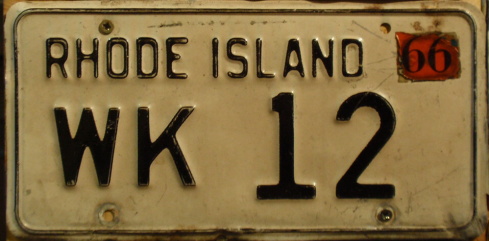 RHODE ISLAND 66
WK 12